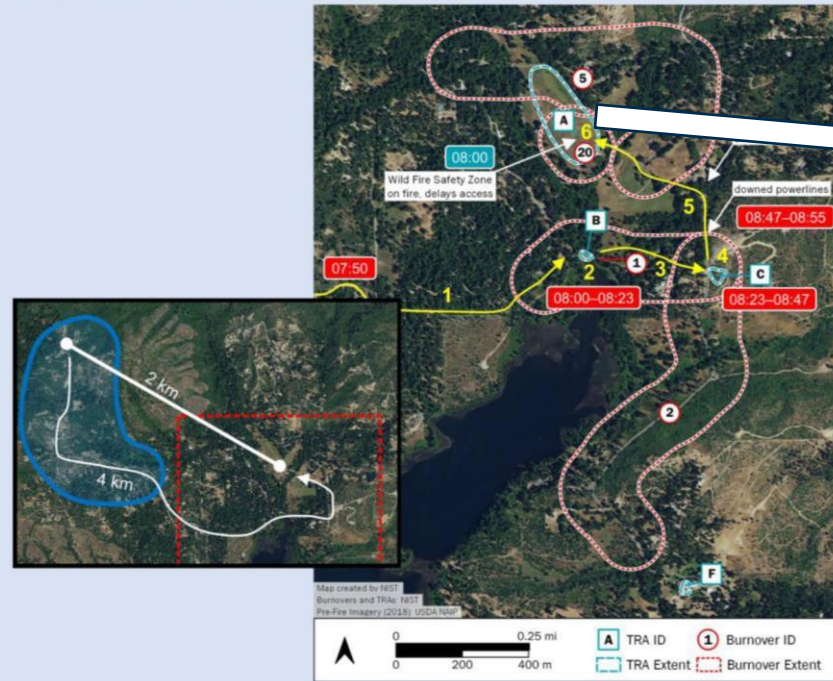 5
A
6
20
08:00
Wild Fire Safety Zone
on fire, delays access
downed powerlines
5
08:47–08:55
B
07:50
1
2
1
3
4
C
08:00–08:23
08:23–08:47
2 km
4 km
2
F
Map created by NIST
Burnovers and TRAs: NIST
Pre-Fire Imagery (2018): USDA NAIP
0 0.25 mi
0 200 400 m
A TRA ID 1 Burnover ID
TRA Extent Burnover Extent